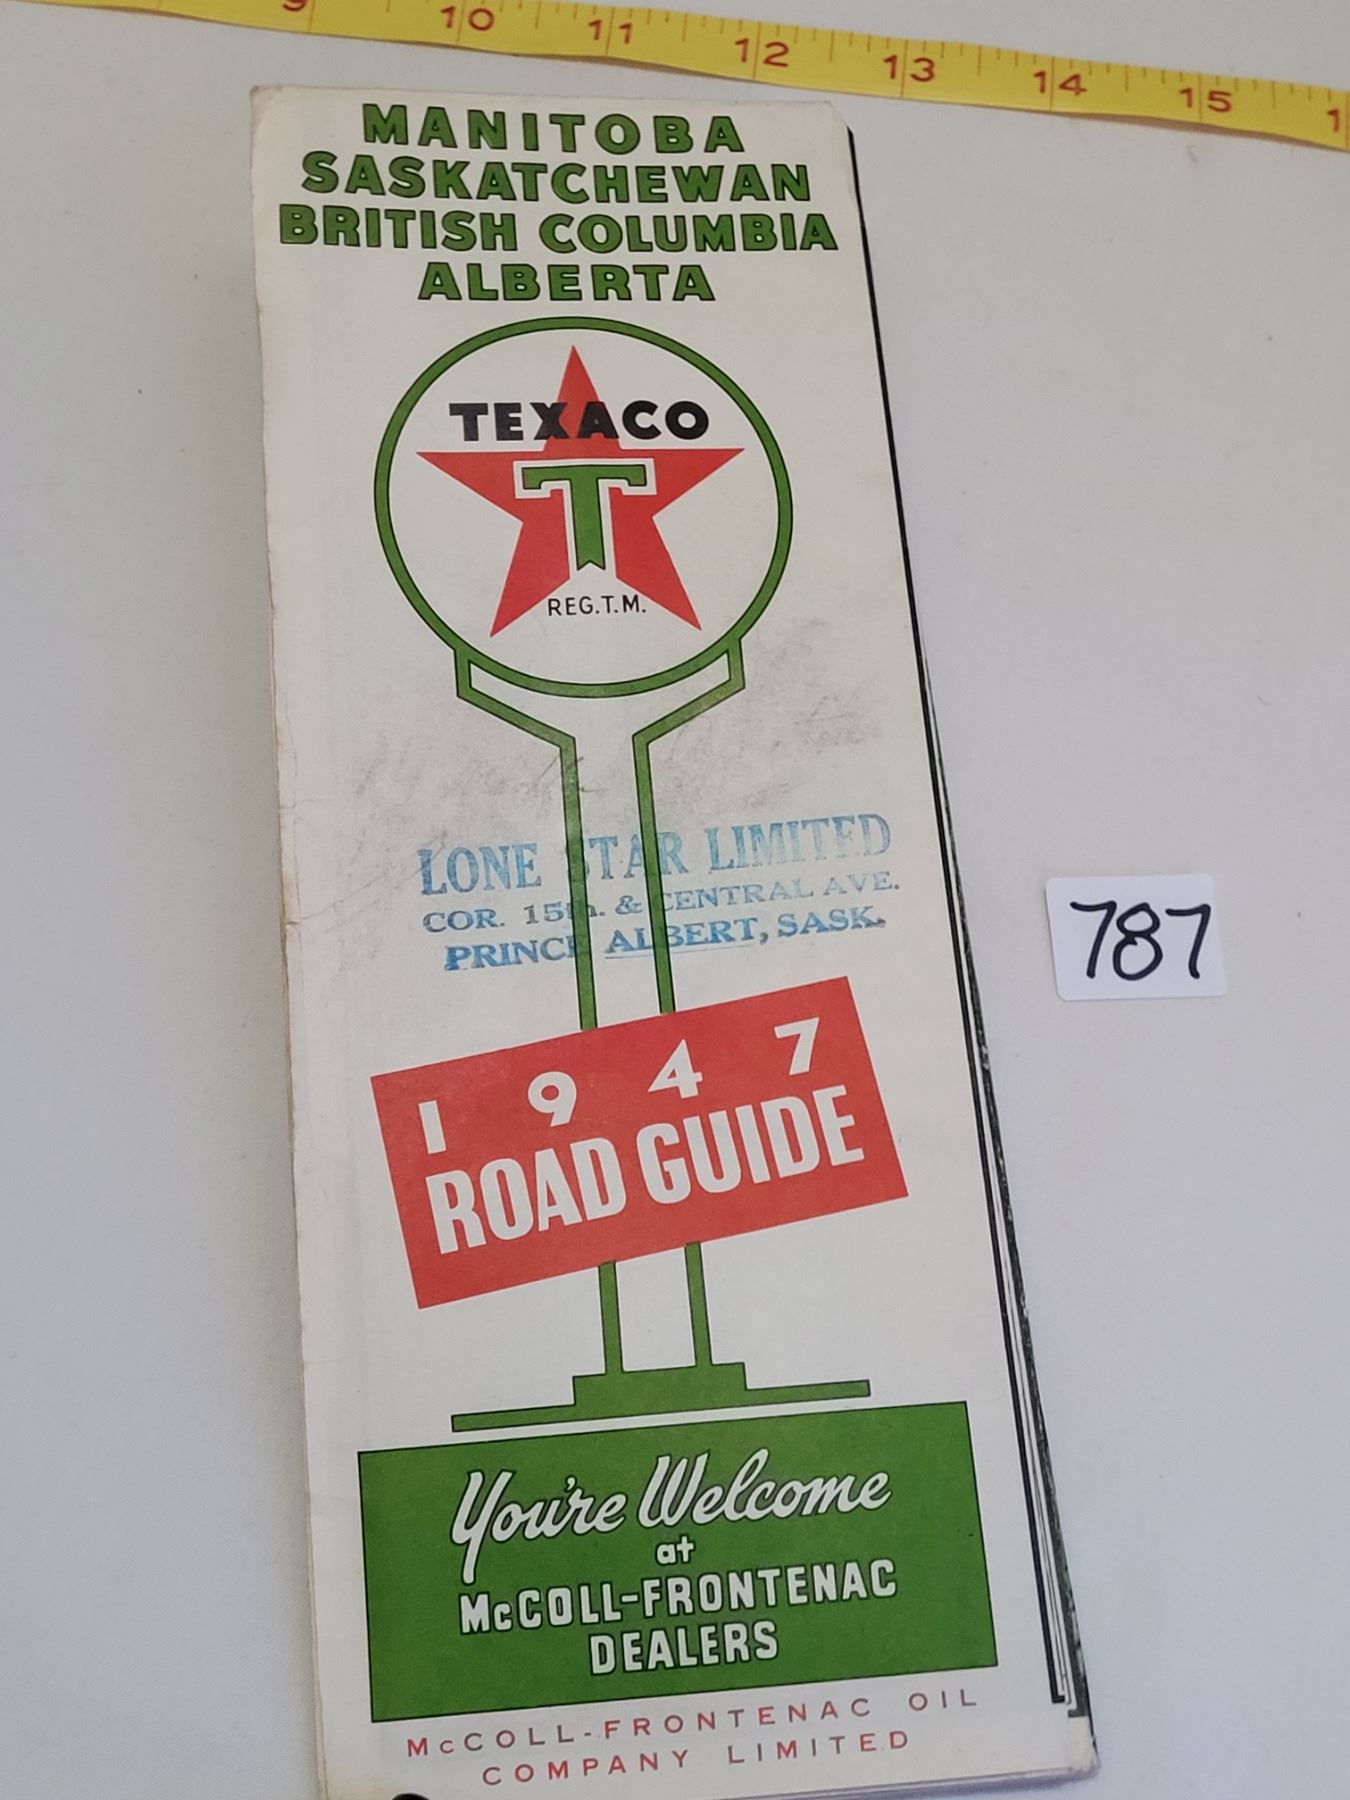 9 10 11 12 13 14 15 1
MANITOBA
SASKATCHEWAN
BRITISH COLUMBIA
ALBERTA
TEXACO
T
REG.T.M.
LONE STAR LIMITED
COR. 15th. & CENTRAL AVE.
PRINCE ALBERT, SASK.
787
1947
ROAD GUIDE
You're Welcome
at
McCOLL-FRONTENAC
DEALERS
McCOLL-FRONTENAC OIL
COMPANY LIMITED